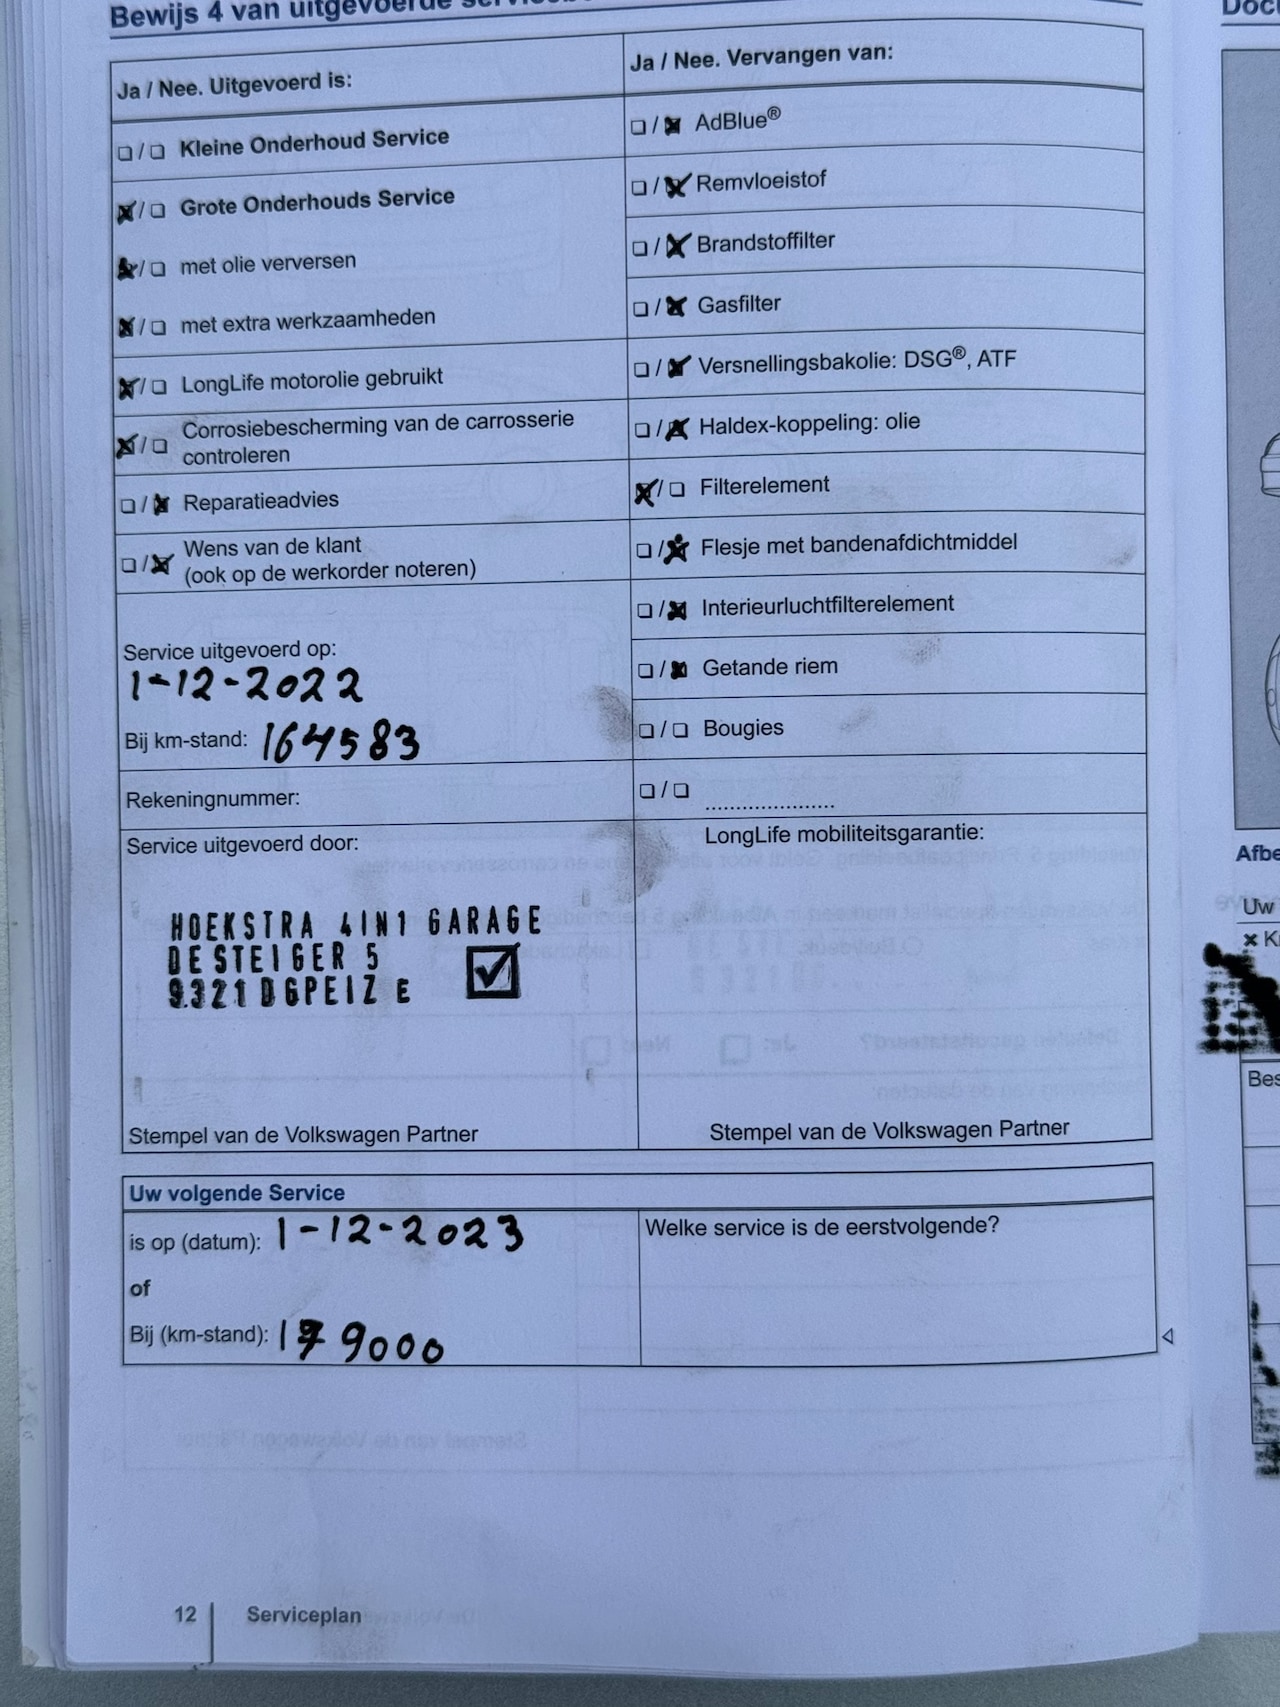 Bewijs 4 van uitgevoerde
Ja / Nee. Uitgevoerd is:
❏ / ❏ Kleine Onderhoud Service
☒ / ❏ Grote Onderhouds Service
☒ / ❏ met olie verversen
☒ / ❏ met extra werkzaamheden
☒ / ❏ LongLife motorolie gebruikt
☒ / ❏ Corrosiebescherming van de carrosserie
controleren
❏ / ☒ Reparatieadvies
❏ / ☒ Wens van de klant
(ook op de werkorder noteren)
Service uitgevoerd op:
1-12-2022
Bij km-stand: 164583
Rekeningnummer:
Service uitgevoerd door:
HOEKSTRA 4IN1 GARAGE
DE STEIGER 5
9321 DGPEIZ E
Stempel van de Volkswagen Partner
Ja / Nee. Vervangen van:
❏ / ☒ AdBlue®
❏ / ☒ Remvloeistof
❏ / ☒ Brandstoffilter
❏ / ☒ Gasfilter
❏ / ☒ Versnellingsbakolie: DSG®, ATF
❏ / ☒ Haldex-koppeling: olie
☒ / ❏ Filterelement
❏ / ☒ Flesje met bandenafdichtmiddel
❏ / ☒ Interieurluchtfilterelement
❏ / ☒ Getande riem
❏ / ❏ Bougies
❏ / ❏ ......................
LongLife mobiliteitsgarantie:
Stempel van de Volkswagen Partner
Uw volgende Service
is op (datum): 1-12-2023
of
Bij (km-stand): 179000
Welke service is de eerstvolgende?
12 Serviceplan
Uw